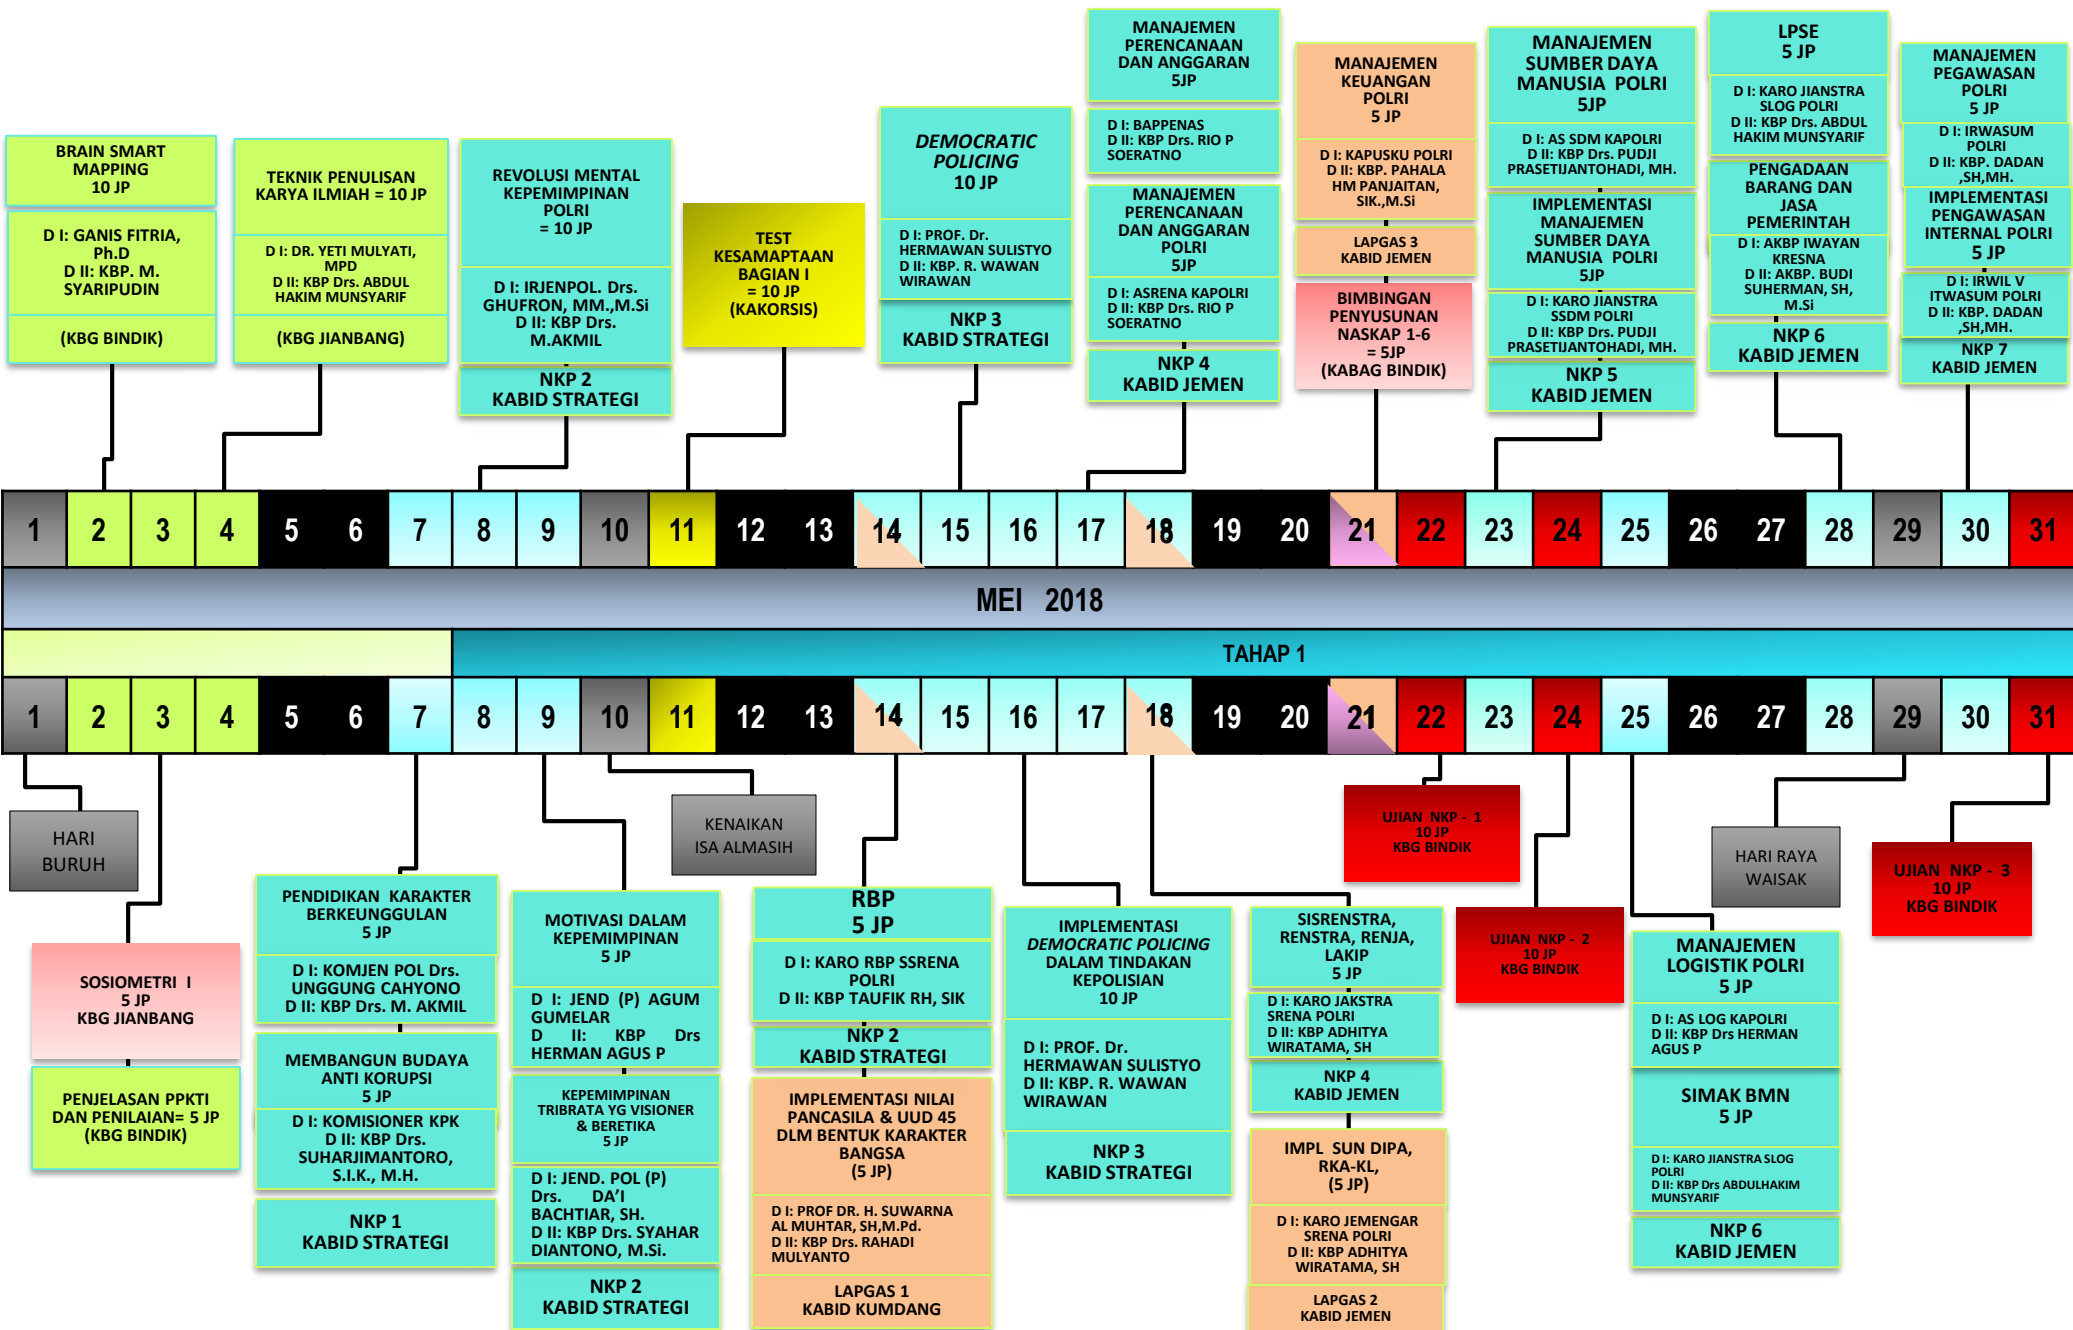 BRAIN SMART
MAPPING
10 JP
D I: GANIS FITRIA,
Ph.D
D II: KBP. M.
SYARIPUDIN
(KBG BINDIK)
TEKNIK PENULISAN
KARYA ILMIAH = 10 JP
D I: DR. YETI MULYATI,
MPD
D II: KBP Drs. ABDUL
HAKIM MUNSYARIF
(KBG JIANBANG)
REVOLUSI MENTAL
KEPEMIMPINAN
POLRI
= 10 JP
D I: IRJENPOL. Drs.
GHUFRON, MM.,M.Si
D II: KBP Drs.
M.AKMIL
NKP 2
KABID STRATEGI
TEST
KESAMAPTAAN
BAGIAN I
= 10 JP
(KAKORSIS)
DEMOCRATIC
POLICING
10 JP
D I: PROF. Dr.
HERMAWAN SULISTYO
D II: KBP. R. WAWAN
WIRAWAN
NKP 3
KABID STRATEGI
MANAJEMEN
PERENCANAAN
DAN ANGGARAN
5JP
D I: BAPPENAS
D II: KBP Drs. RIO P
SOERATNO
MANAJEMEN
PERENCANAAN
DAN ANGGARAN
POLRI
5JP
D I: ASRENA KAPOLRI
D II: KBP Drs. RIO P
SOERATNO
NKP 4
KABID JEMEN
MANAJEMEN
KEUANGAN
POLRI
5 JP
D I: KAPUSKU POLRI
D II: KBP. PAHALA
HM PANJAITAN,
SIK.,M.Si
LAPGAS 3
KABID JEMEN
BIMBINGAN
PENYUSUNAN
NASKAP 1-6
= 5JP
(KABAG BINDIK)
MANAJEMEN
SUMBER DAYA
MANUSIA POLRI
5JP
D I: AS SDM KAPOLRI
D II: KBP Drs. PUDJI
PRASETIJANTOHADI, MH.
IMPLEMENTASI
MANAJEMEN
SUMBER DAYA
MANUSIA POLRI
5JP
D I: KARO JIANSTRA
SSDM POLRI
D II: KBP Drs. PUDJI
PRASETIJANTOHADI, MH.
NKP 5
KABID JEMEN
LPSE
5 JP
D I: KARO JIANSTRA
SLOG POLRI
D II: KBP Drs. ABDUL
HAKIM MUNSYARIF
PENGADAAN
BARANG DAN
JASA
PEMERINTAH
D I: AKBP IWAYAN
KRESNA
D II: AKBP. BUDI
SUHERMAN, SH,
M.Si
NKP 6
KABID JEMEN
MANAJEMEN
PEGAWASAN
POLRI
5 JP
D I: IRWASUM
POLRI
D II: KBP. DADAN
,SH,MH.
IMPLEMENTASI
PENGAWASAN
INTERNAL POLRI
5 JP
D I: IRWIL V
ITWASUM POLRI
D II: KBP. DADAN
,SH,MH.
NKP 7
KABID JEMEN
1 2 3 4 5 6 7 8 9 10 11 12 13 14 15 16 17 18 19 20 21 22 23 24 25 26 27 28 29 30 31
MEI 2018
TAHAP 1
1 2 3 4 5 6 7 8 9 10 11 12 13 14 15 16 17 18 19 20 21 22 23 24 25 26 27 28 29 30 31
HARI
BURUH
SOSIOMETRI I
5 JP
KBG JIANBANG
PENJELASAN PPKTI
DAN PENILAIAN= 5 JP
(KBG BINDIK)
PENDIDIKAN KARAKTER
BERKEUNGGULAN
5 JP
D I: KOMJEN POL Drs.
UNGGUNG CAHYONO
D II: KBP Drs. M. AKMIL
MEMBANGUN BUDAYA
ANTI KORUPSI
5 JP
D I: KOMISIONER KPK
D II: KBP Drs.
SUHARJIMANTORO,
S.I.K., M.H.
NKP 1
KABID STRATEGI
MOTIVASI DALAM
KEPEMIMPINAN
5 JP
D I: JEND (P) AGUM
GUMELAR
D II: KBP Drs
HERMAN AGUS P
KEPEMIMPINAN
TRIBRATA YG VISIONER
& BERETIKA
5 JP
D I: JEND. POL (P)
Drs. DA’I
BACHTIAR, SH.
D II: KBP Drs. SYAHAR
DIANTONO, M.Si.
NKP 2
KABID STRATEGI
KENAIKAN
ISA ALMASIH
RBP
5 JP
D I: KARO RBP SSRENA
POLRI
D II: KBP TAUFIK RH, SIK
NKP 2
KABID STRATEGI
IMPLEMENTASI NILAI
PANCASILA & UUD 45
DLM BENTUK KARAKTER
BANGSA
(5 JP)
D I: PROF DR. H. SUWARNA
AL MUHTAR, SH,M.Pd.
D II: KBP Drs. RAHADI
MULYANTO
LAPGAS 1
KABID KUMDANG
IMPLEMENTASI
DEMOCRATIC POLICING
DALAM TINDAKAN
KEPOLISIAN
10 JP
D I: PROF. Dr.
HERMAWAN SULISTYO
D II: KBP. R. WAWAN
WIRAWAN
NKP 3
KABID STRATEGI
SISRENSTRA,
RENSTRA, RENJA,
LAKIP
5 JP
D I: KARO JAKSTRA
SRENA POLRI
D II: KBP ADHITYA
WIRATAMA, SH
NKP 4
KABID JEMEN
IMPL SUN DIPA,
RKA-KL,
(5 JP)
D I: KARO JEMENGAR
SRENA POLRI
D II: KBP ADHITYA
WIRATAMA, SH
LAPGAS 2
KABID JEMEN
UJIAN NKP - 1
10 JP
KBG BINDIK
UJIAN NKP - 2
10 JP
KBG BINDIK
MANAJEMEN
LOGISTIK POLRI
5 JP
D I: AS LOG KAPOLRI
D II: KBP Drs HERMAN
AGUS P
SIMAK BMN
5 JP
D I: KARO JIANSTRA SLOG
POLRI
D II: KBP Drs ABDULHAKIM
MUNSYARIF
NKP 6
KABID JEMEN
HARI RAYA
WAISAK
UJIAN NKP - 3
10 JP
KBG BINDIK